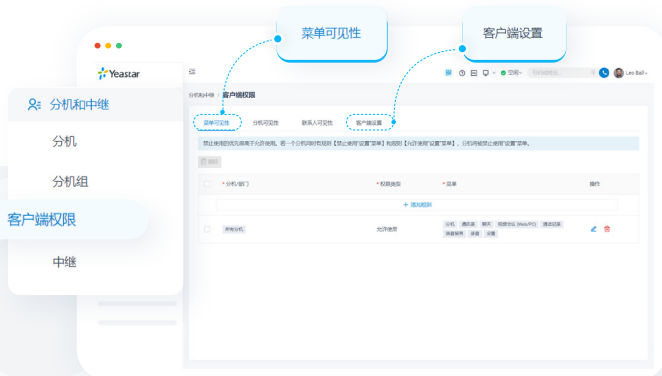 菜单可见性
客户端设置
Yeastar
空闲
Leo Ball
分机和中继
分机
分机组
客户端权限
中继
分机和中继 / 客户端权限
菜单可见性 分机可见性 联系人可见性 客户端设置
禁止使用的优先级高于允许使用。若一个分机同时有规则【禁止使用"设置"菜单】和规则【允许使用"设置"菜单】，分机将被禁止使用"设置"菜单。
删除
* 分机/部门 * 权限类型 * 菜单 操作
+ 添加规则
所有分机 允许使用 分机 通讯录 聊天 视频会议 (Web/PC) 通话记录
语音留言 录音 设置